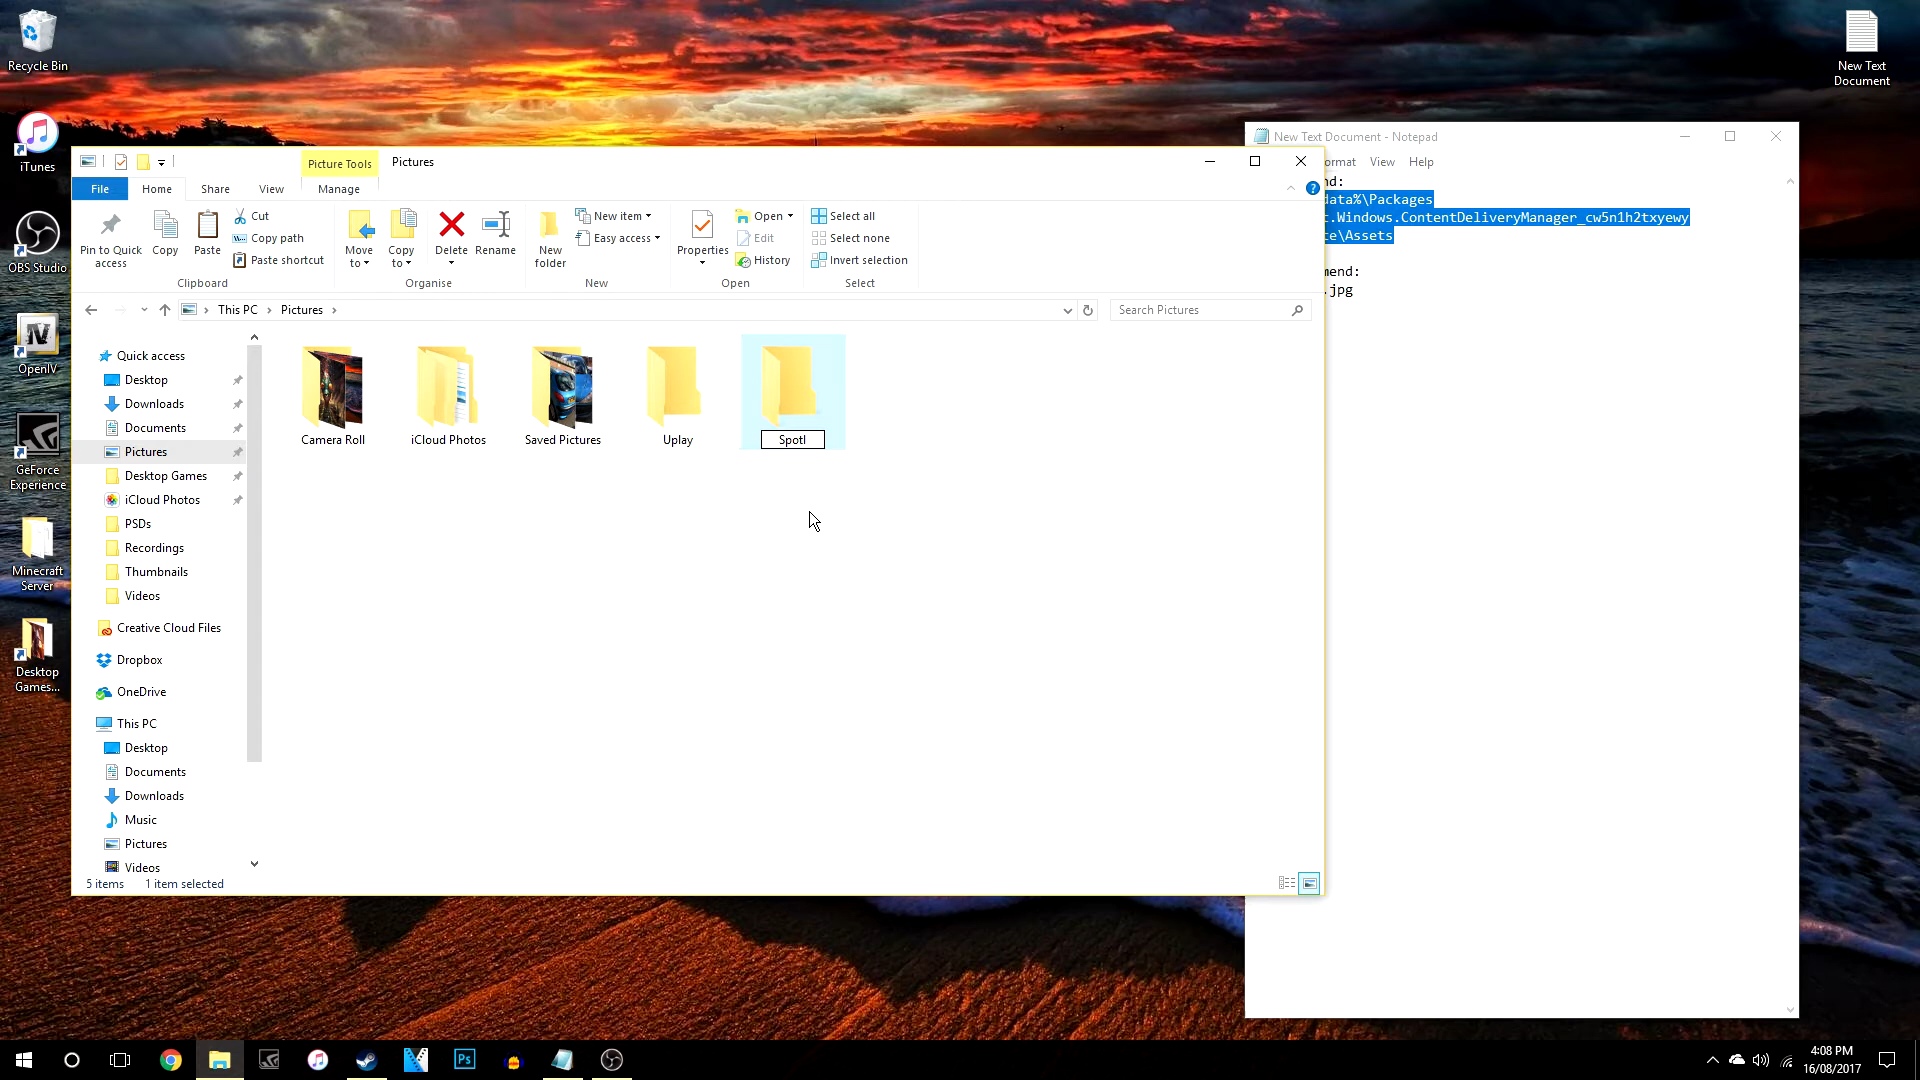 Recycle Bin
iTunes
OBS Studio
OpenIV
GeForce
Experience
Minecraft
Server
Desktop
Games...
New Text
Document
New Text Document - Notepad
ormat View Help
nd:
data%\Packages
t.Windows.ContentDeliveryManager_cw5n1h2txyewy
te\Assets
mend:
.jpg
Picture Tools Pictures
File Home Share View Manage
Pin to Quick
access
Copy
Paste
Cut
Copy path
Paste shortcut
Clipboard
Move
to
Copy
to
Delete
Rename
Organise
New
folder
New item
Easy access
New
Properties
Open
Edit
History
Open
Select all
Select none
Invert selection
Select
This PC Pictures
Search Pictures
Quick access
Desktop
Downloads
Documents
Pictures
Desktop Games
iCloud Photos
PSDs
Recordings
Thumbnails
Videos
Creative Cloud Files
Dropbox
OneDrive
This PC
Desktop
Documents
Downloads
Music
Pictures
Videos
Camera Roll
iCloud Photos
Saved Pictures
Uplay
Spotl
5 items 1 item selected
Ps
4:08 PM
16/08/2017